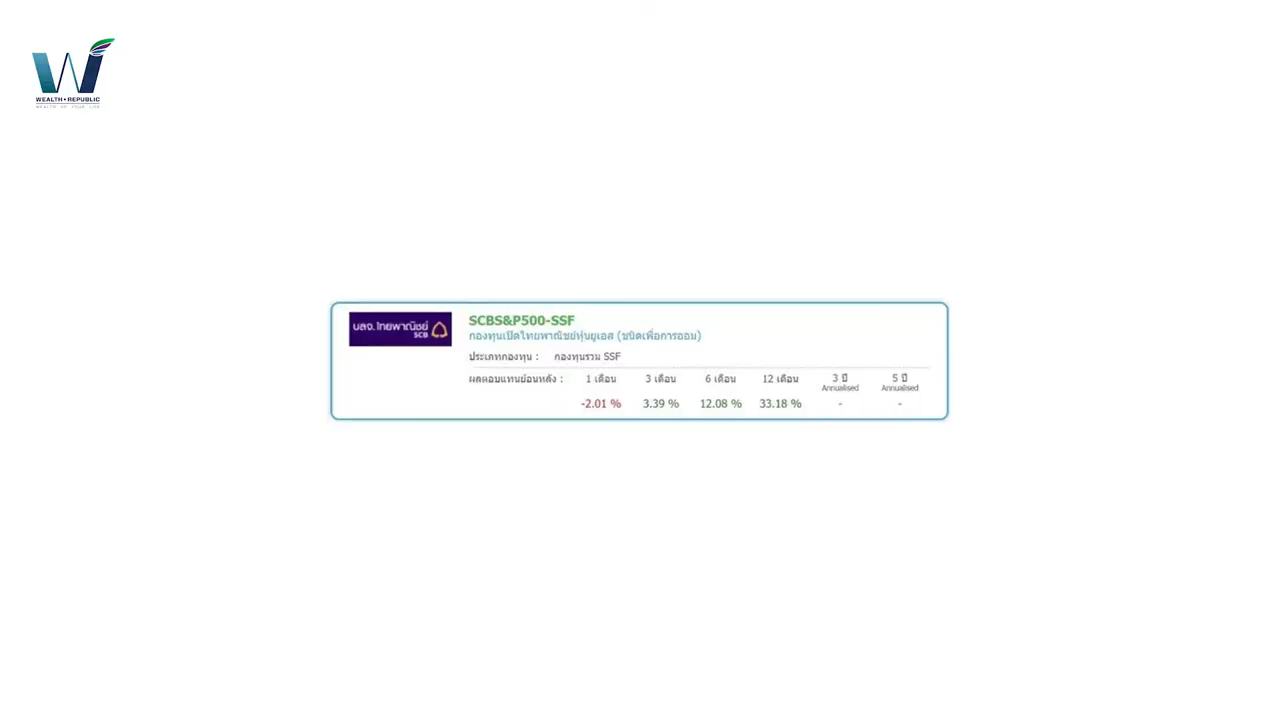 WEALTH•REPUBLIC
WEALTH OF YOUR LIFE
บลจ.ไทยพาณิชย์
SCB
SCBS&P500-SSF
กองทุนเปิดไทยพาณิชย์หุ้นยูเอส (ชนิดเพื่อการออม)
ประเภทกองทุน : กองทุนรวม SSF
ผลตอบแทนย้อนหลัง : 1 เดือน 3 เดือน 6 เดือน 12 เดือน 3 ปี 5 ปี
Annualised Annualised
-2.01 % 3.39 % 12.08 % 33.18 % - -